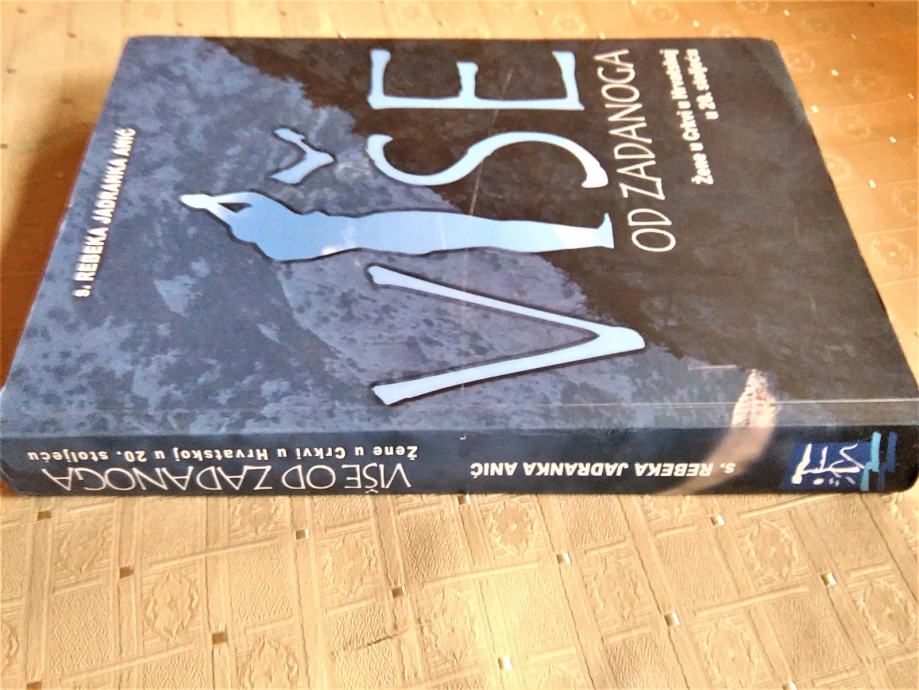 s. REBEKA JADRANKA ANIĆ
VIŠE
OD ZADANOGA
Žene u Crkvi u Hrvatskoj
u 20. stoljeću
VIŠE OD ZADANOGA
Žene u Crkvi u Hrvatskoj u 20. stoljeću
s. REBEKA JADRANKA ANIĆ